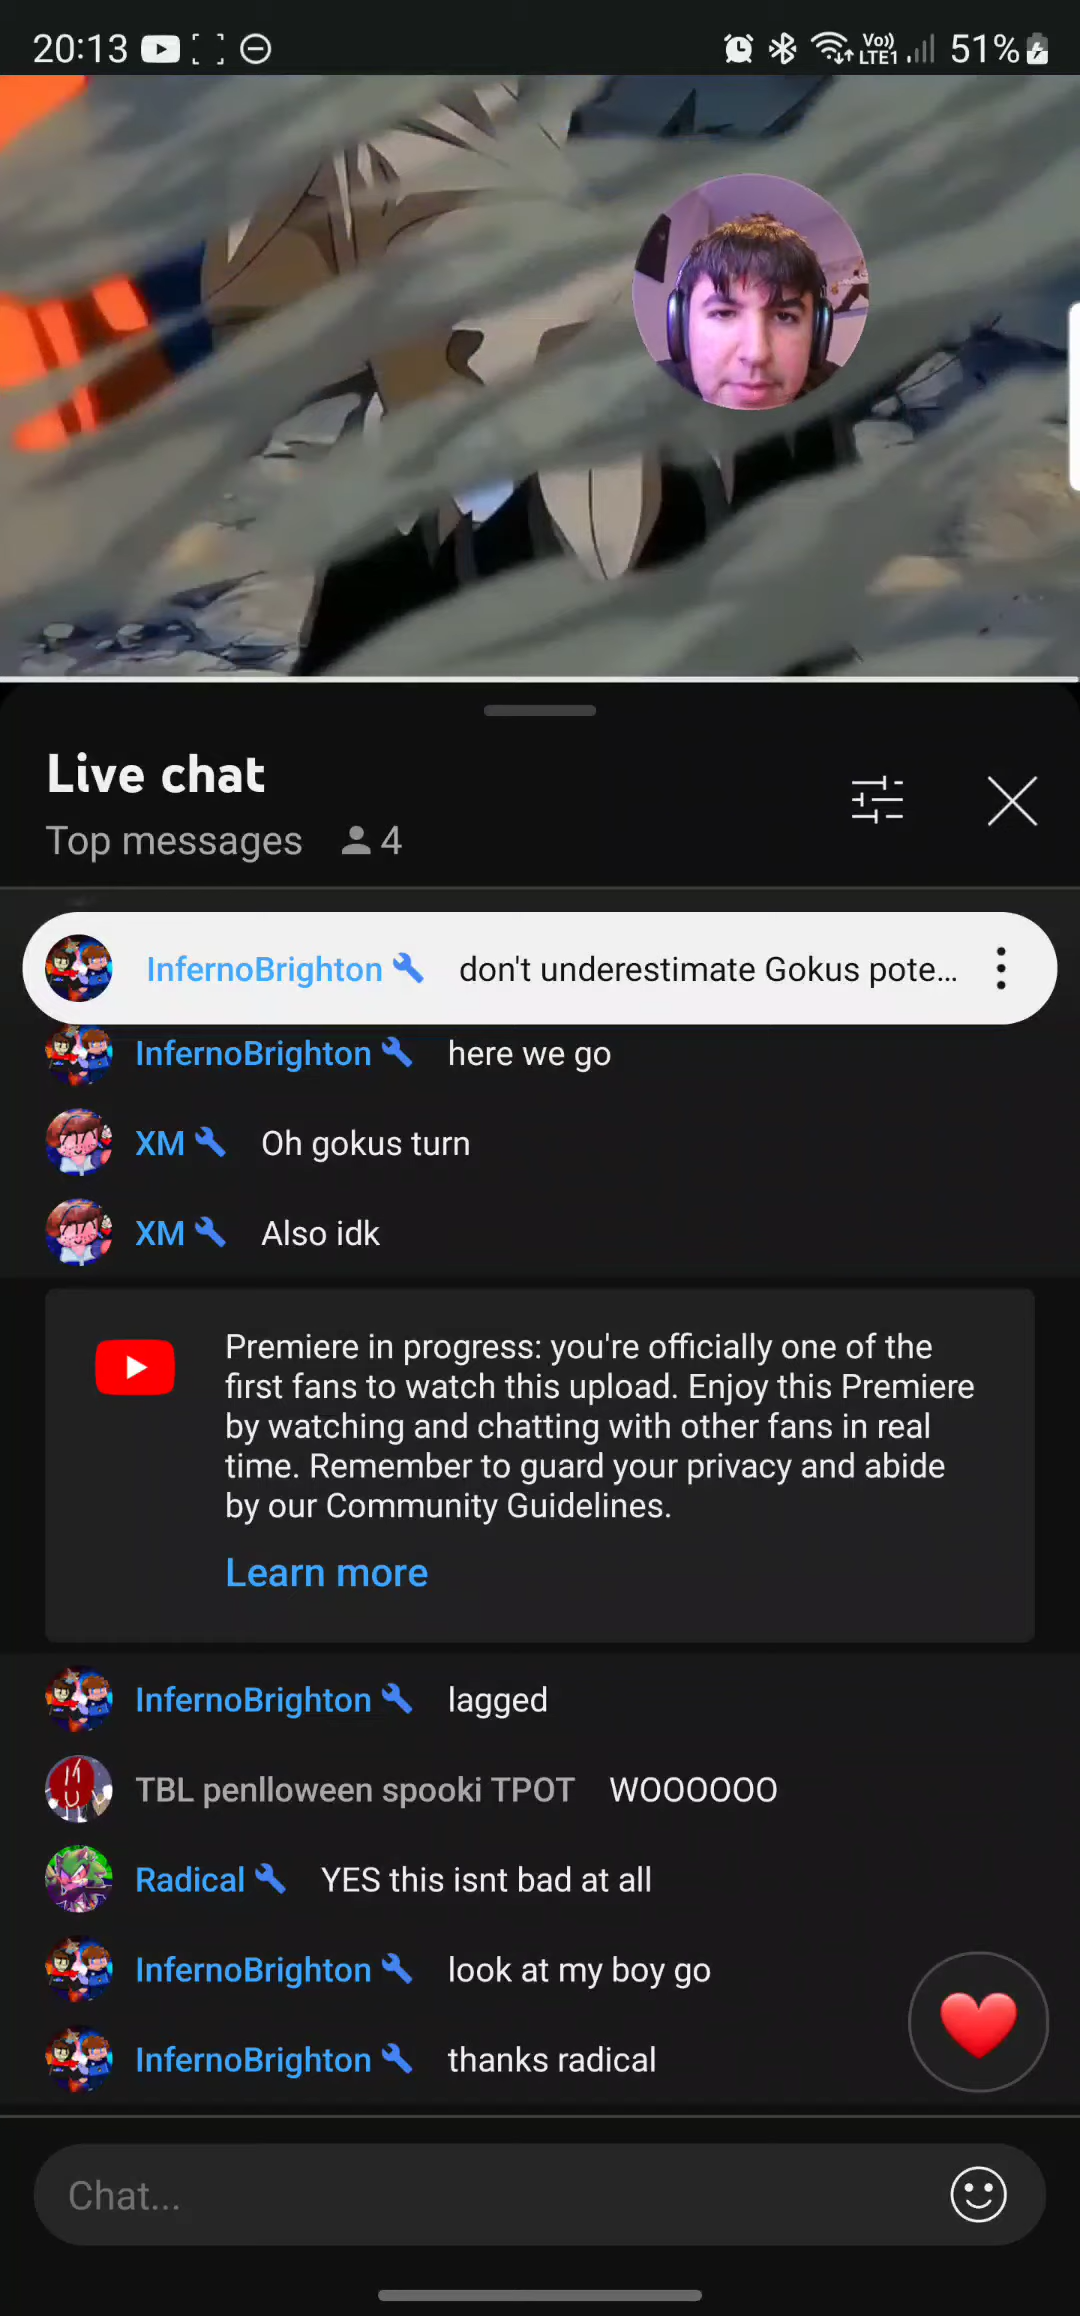 20:13 Vo)) LTE1 51%
Live chat
Top messages 4
InfernoBrighton don't underestimate Gokus pote...
InfernoBrighton here we go
XM Oh gokus turn
XM Also idk
Premiere in progress: you're officially one of the
first fans to watch this upload. Enjoy this Premiere
by watching and chatting with other fans in real
time. Remember to guard your privacy and abide
by our Community Guidelines.
Learn more
InfernoBrighton lagged
TBL penlloween spooki TPOT WOOOOOO
Radical YES this isnt bad at all
InfernoBrighton look at my boy go
InfernoBrighton thanks radical
Chat...